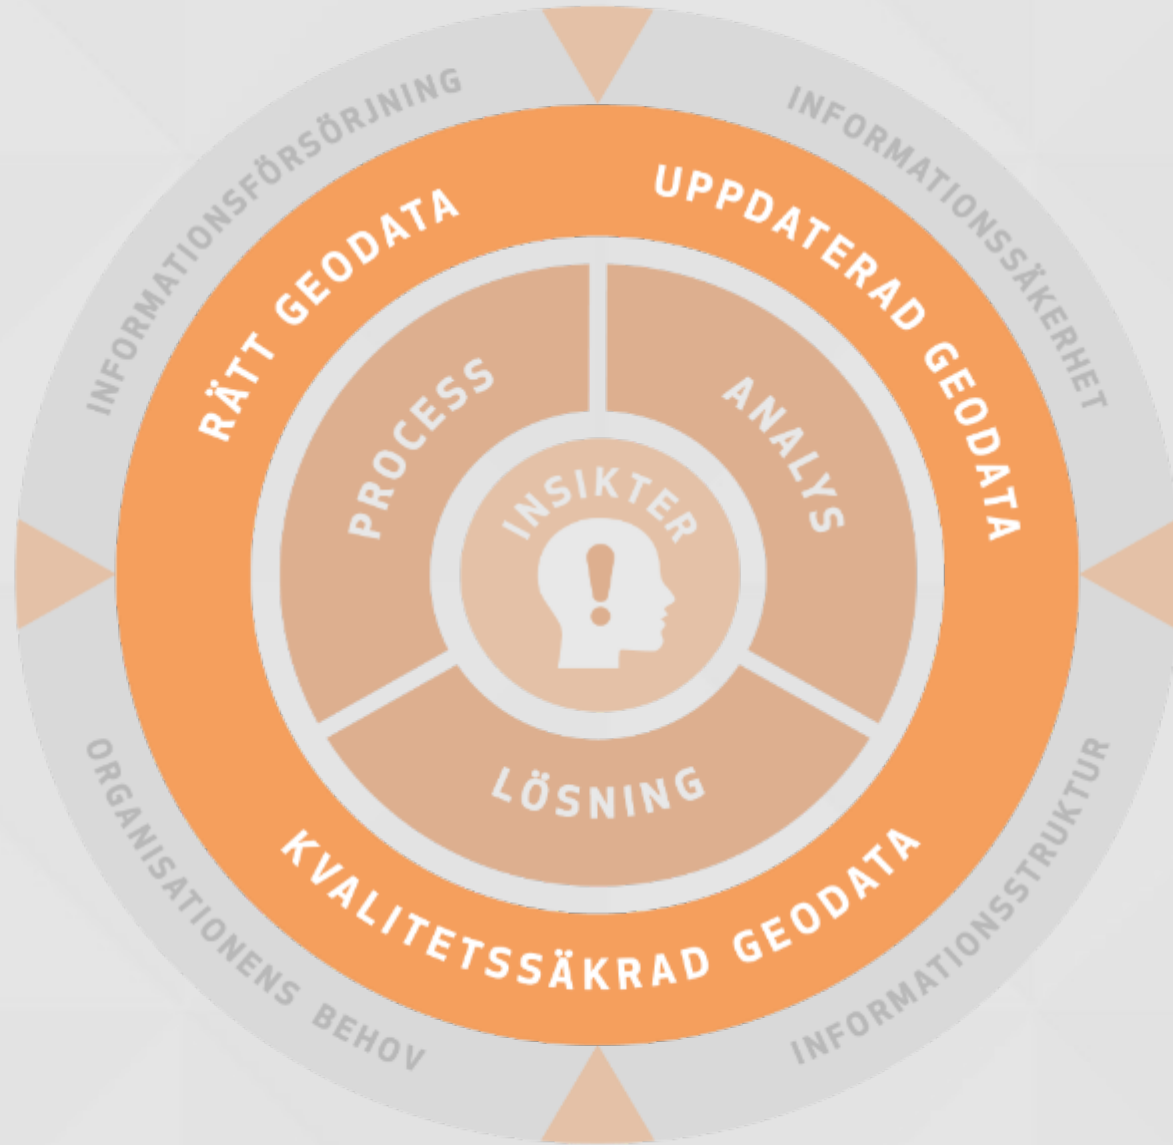 INFORMATIONSFÖRSÖRJNING
INFORMATIONSSÄKERHET
RÄTT GEODATA
UPPDATERAD GEODATA
PROCESS
ANALYS
INSIKTER
LÖSNING
KVALITETSSÄKRAD GEODATA
ORGANISATIONENS BEHOV
INFORMATIONSSTRUKTUR